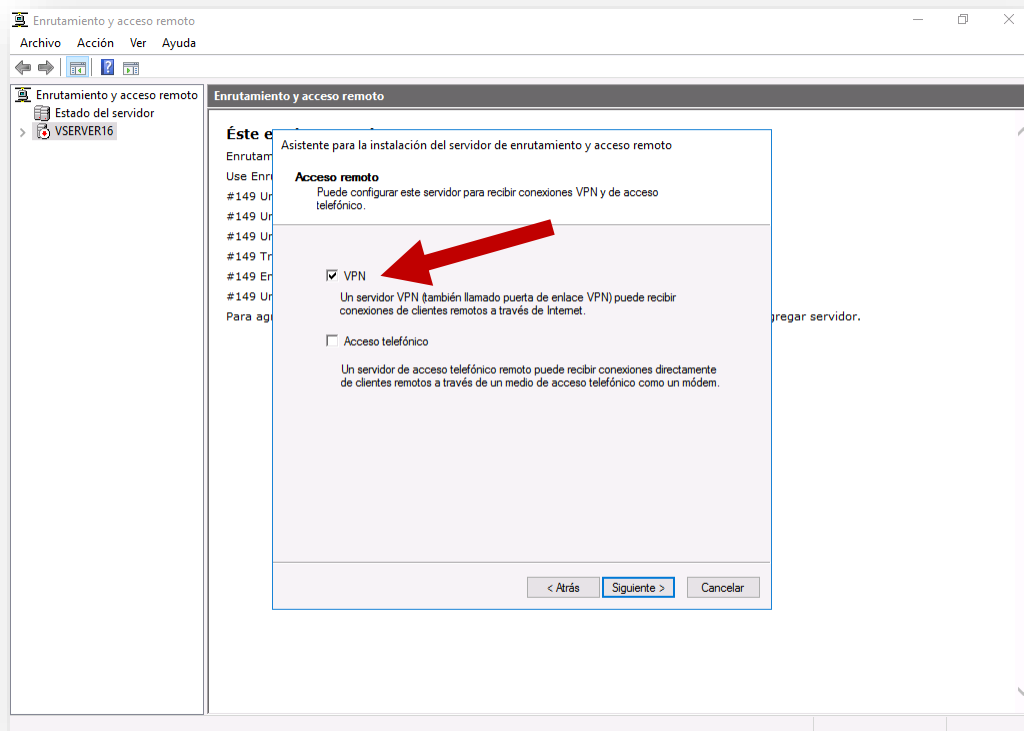 Enrutamiento y acceso remoto
Archivo Acción Ver Ayuda
Enrutamiento y acceso remoto
Estado del servidor
VSERVER16
Enrutamiento y acceso remoto
Éste e
Enrutam
Use Enr
#149 Ur
#149 Ur
#149 Ur
#149 Tr
#149 Er
#149 Ur
Para agr
gregar servidor.
Asistente para la instalación del servidor de enrutamiento y acceso remoto
Acceso remoto
Puede configurar este servidor para recibir conexiones VPN y de acceso
telefónico.
VPN
Un servidor VPN (también llamado puerta de enlace VPN) puede recibir
conexiones de clientes remotos a través de Internet.
Acceso telefónico
Un servidor de acceso telefónico remoto puede recibir conexiones directamente
de clientes remotos a través de un medio de acceso telefónico como un módem.
< Atrás Siguiente > Cancelar